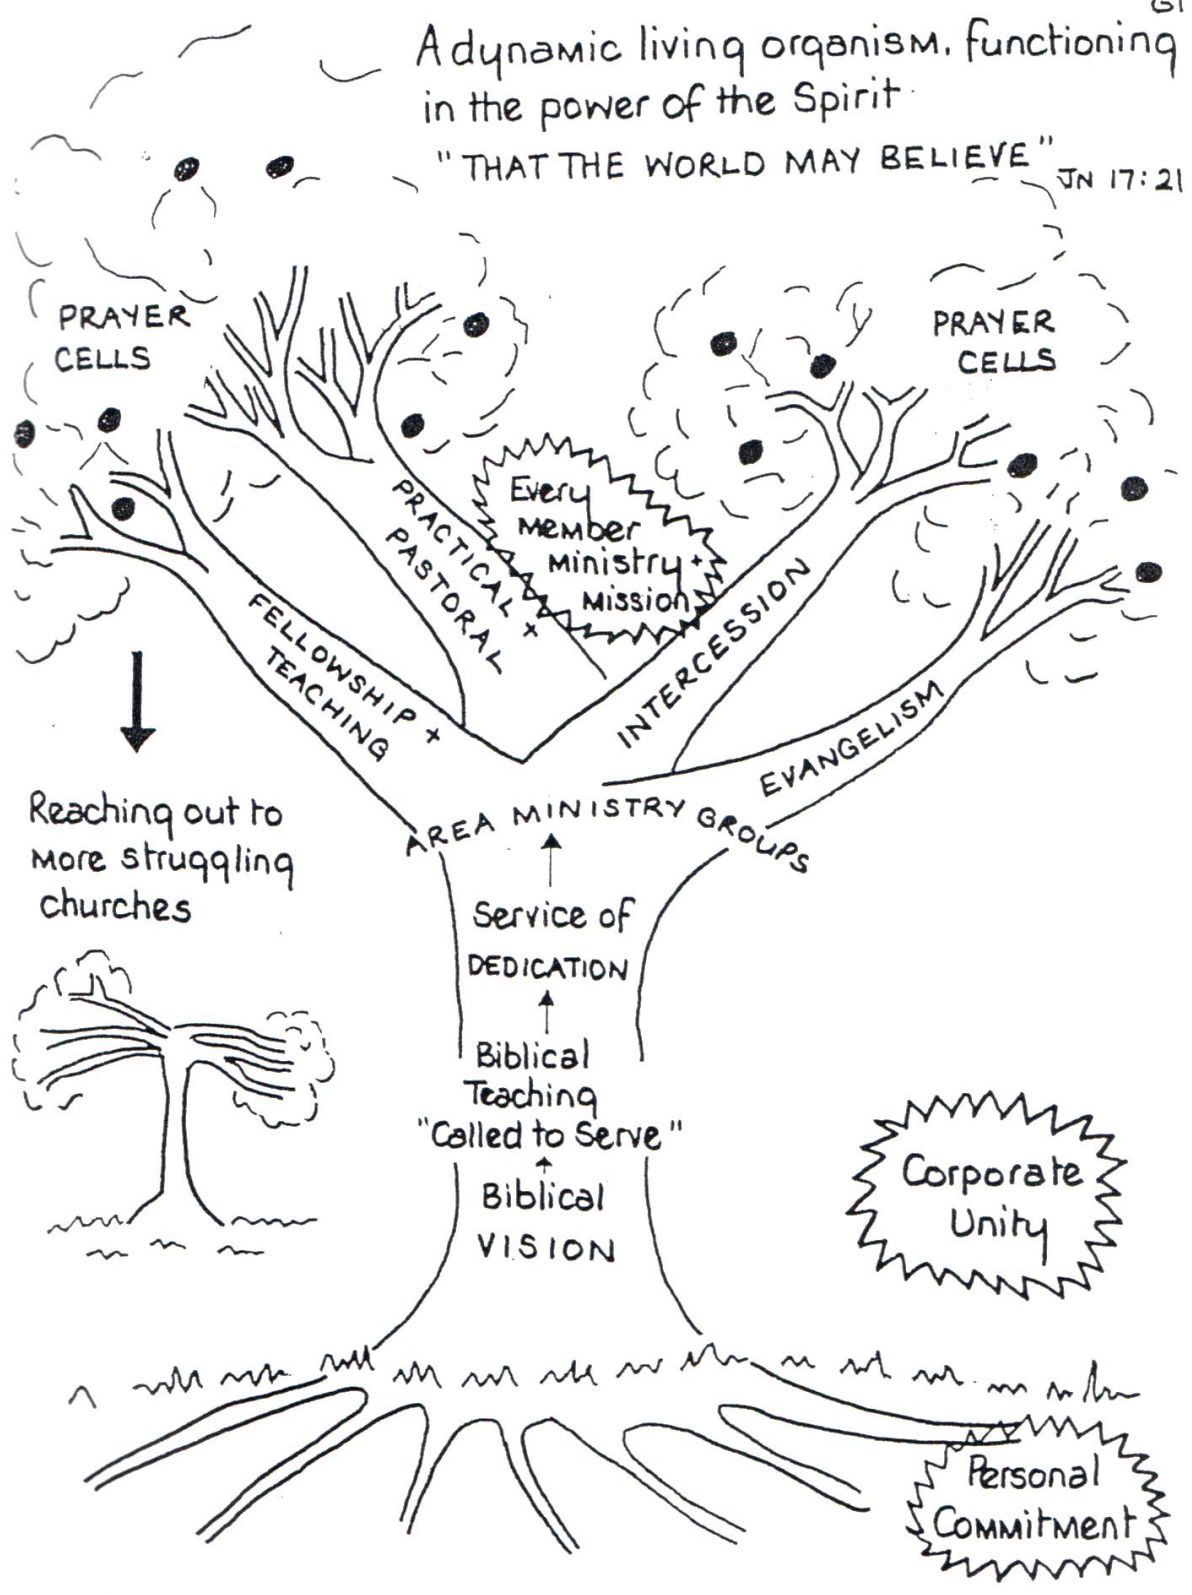 A dynamic living organism, functioning
in the power of the Spirit
"THAT THE WORLD MAY BELIEVE"
JN 17:21
PRAYER
CELLS
PRAYER
CELLS
Every
Member
Ministry +
Mission
PRACTICAL +
PASTORAL
FELLOWSHIP +
TEACHING
INTERCESSION
EVANGELISM
AREA MINISTRY GROUPS
Reaching out to
more struggling
churches
Service of
DEDICATION
Biblical
Teaching
"Called to Serve"
Biblical
VISION
Corporate
Unity
Personal
Commitment